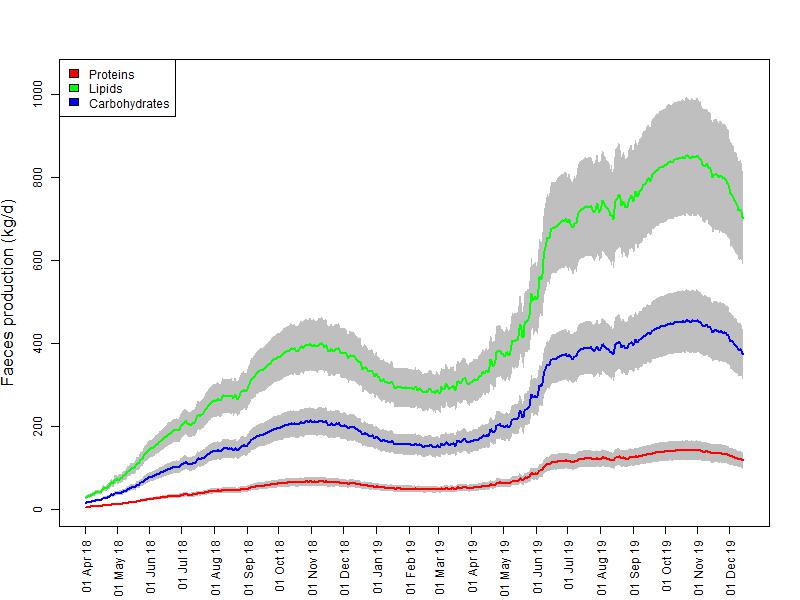 Proteins
Lipids
Carbohydrates
Faeces production (kg/d)
1000
800
600
400
200
0
01 Apr 18
01 May 18
01 Jun 18
01 Jul 18
01 Aug 18
01 Sep 18
01 Oct 18
01 Nov 18
01 Dec 18
01 Jan 19
01 Feb 19
01 Mar 19
01 Apr 19
01 May 19
01 Jun 19
01 Jul 19
01 Aug 19
01 Sep 19
01 Oct 19
01 Nov 19
01 Dec 19